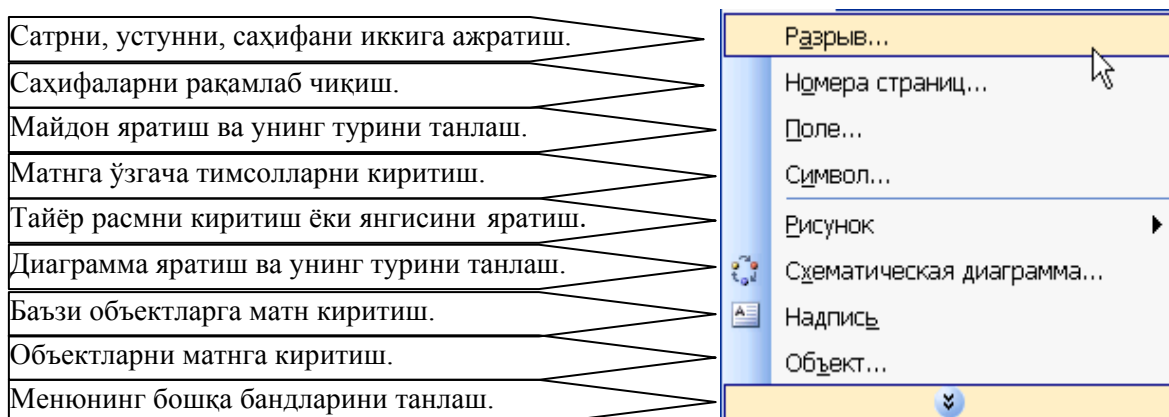 Сатрни, устунни, саҳифани иккига ажратиш.
Разрыв...
Саҳифаларни рақамлаб чиқиш.
Номера страниц...
Майдон яратиш ва унинг турини танлаш.
Поле...
Матнга ўзгача тимсолларни киритиш.
Символ...
Тайёр расмни киритиш ёки янгисини яратиш.
Рисунок
Диаграмма яратиш ва унинг турини танлаш.
Схематическая диаграмма...
Баъзи объектларга матн киритиш.
Надпись
Объектларни матнга киритиш.
Объект...
Менюнинг бошқа бандларини танлаш.